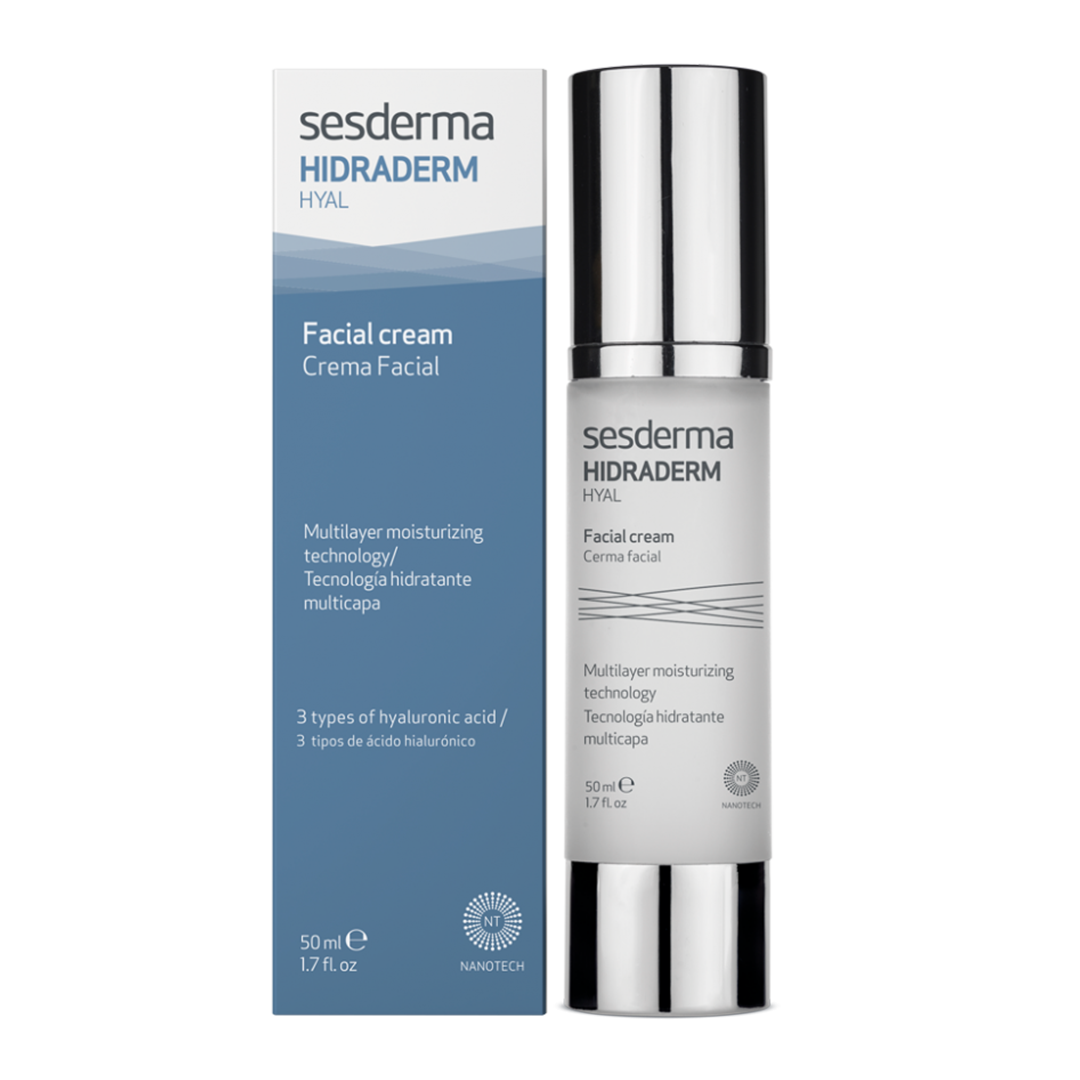 sesderma
HIDRADERM
HYAL
Facial cream
Crema Facial
Multilayer moisturizing
technology/
Tecnología hidratante
multicapa
3 types of hyaluronic acid /
3 tipos de ácido hialurónico
50 ml ℮
1.7 fl. oz
NT
NANOTECH
sesderma
HIDRADERM
HYAL
Facial cream
Cerma facial
Multilayer moisturizing
technology
Tecnología hidratante
multicapa
50 ml ℮
1.7 fl. oz
NT
NANOTECH